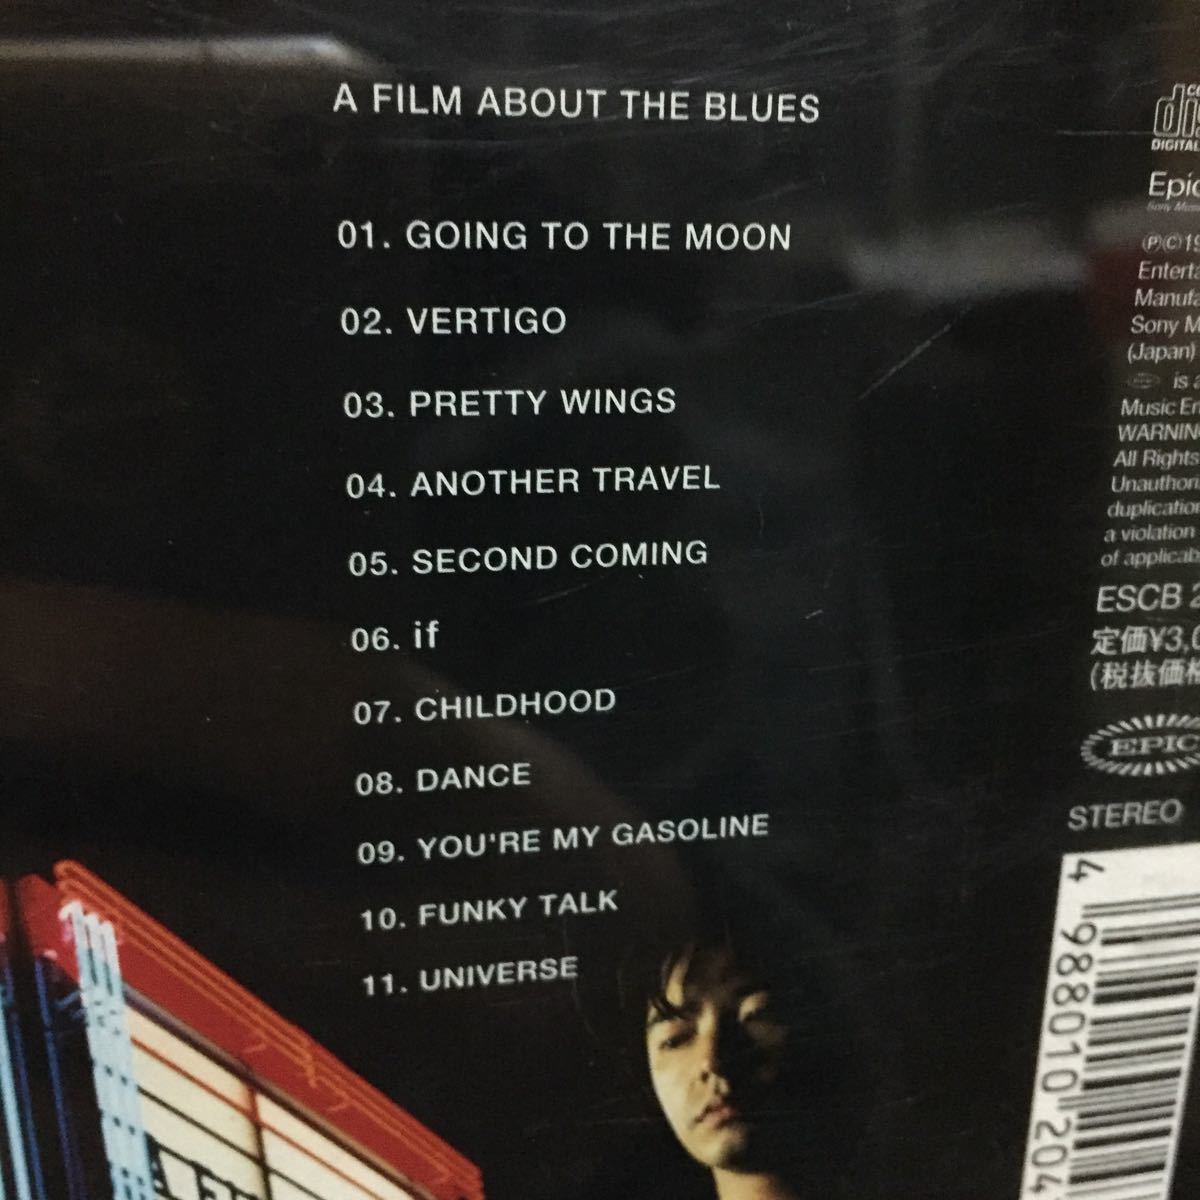 A FILM ABOUT THE BLUES
01. GOING TO THE MOON
02. VERTIGO
03. PRETTY WINGS
04. ANOTHER TRAVEL
05. SECOND COMING
06. if
07. CHILDHOOD
08. DANCE
09. YOU'RE MY GASOLINE
10. FUNKY TALK
11. UNIVERSE
DIGITAL
Epic
Manufa
Sony M
(Japan)
is a
Music En
WARNING
All Rights
Unauthori
duplication
a violation
of applicab
ESCB 2
定価¥3,0
(税抜価格
EPIC
STEREO
4 988010 204